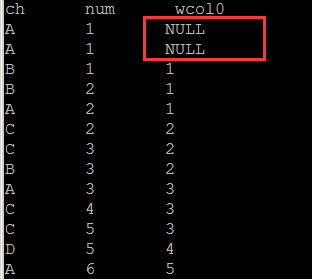 ch num wcol0
A 1 NULL
A 1 NULL
B 1 1
B 2 1
A 2 1
C 2 2
C 3 2
B 3 2
A 3 3
C 4 3
C 5 3
D 5 4
A 6 5